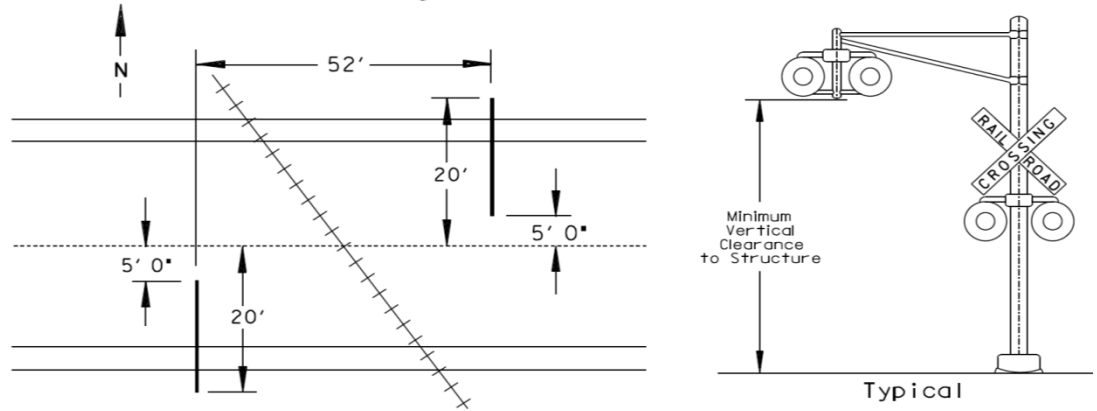 N
52'
20'
5' 0"
5' 0"
20'
RAIL
ROAD
CROSSING
Minimum
Vertical
Clearance
to Structure
Typical